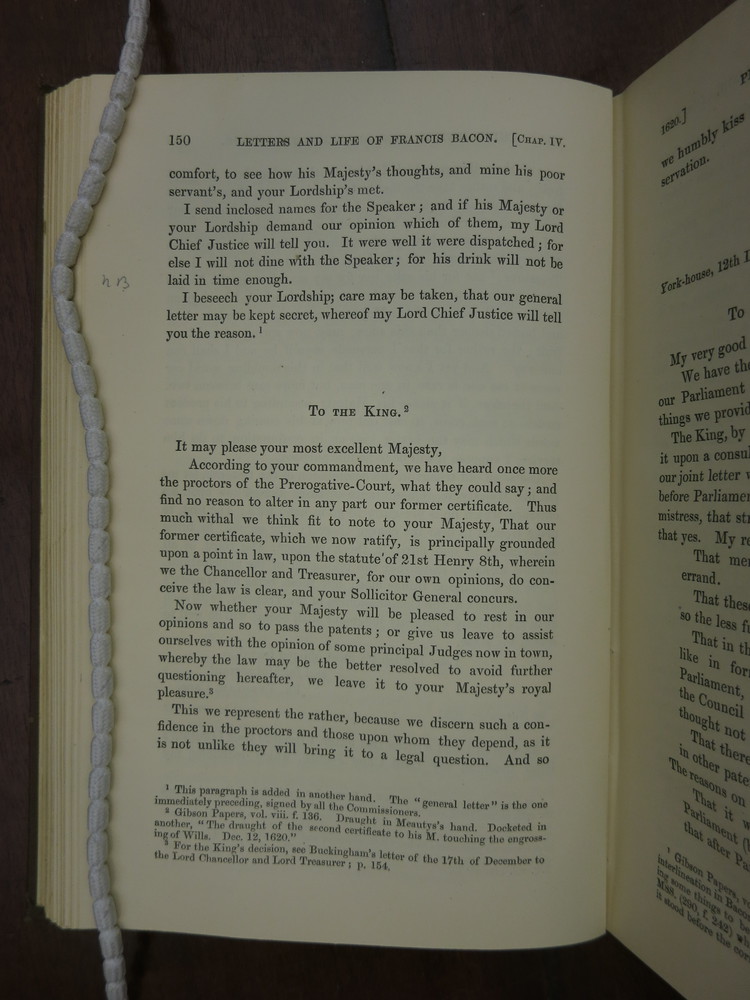 150 LETTERS AND LIFE OF FRANCIS BACON. [CHAP. IV.
comfort, to see how his Majesty's thoughts, and mine his poor
servant's, and your Lordship's met.
I send inclosed names for the Speaker; and if his Majesty or
your Lordship demand our opinion which of them, my Lord
Chief Justice will tell you. It were well it were dispatched; for
else I will not dine with the Speaker; for his drink will not be
laid in time enough.
I beseech your Lordship; care may be taken, that our general
letter may be kept secret, whereof my Lord Chief Justice will tell
you the reason. 1
TO THE KING. 2
It may please your most excellent Majesty,
According to your commandment, we have heard once more
the proctors of the Prerogative-Court, what they could say; and
find no reason to alter in any part our former certificate. Thus
much withal we think fit to note to your Majesty, That our
former certificate, which we now ratify, is principally grounded
upon a point in law, upon the statute of 21st Henry 8th, wherein
we the Chancellor and Treasurer, for our own opinions, do con-
ceive the law is clear, and your Sollicitor General concurs.
Now whether your Majesty will be pleased to rest in our
opinions and so to pass the patents; or give us leave to assist
ourselves with the opinion of some principal Judges now in town,
whereby the law may be the better resolved to avoid further
questioning hereafter, we leave it to your Majesty's royal
pleasure.3
This we represent the rather, because we discern such a con-
fidence in the proctors and those upon whom they depend, as it
is not unlike they will bring it to a legal question. And so
1 This paragraph is added in another hand. The "general letter" is the one
immediately preceding, signed by all the Commissioners.
2 Gibson Papers, vol. viii. f. 136. Draught in Meautys's hand. Docketed in
another, "The draught of the second certificate to his M. touching the engross-
ing of Wills. Dec. 12, 1620."
3 For the King's decision, see Buckingham's letter of the 17th of December to
the Lord Chancellor and Lord Treasurer; p. 154.
1620.]
we humbly kiss
servation.
York-house, 12th
To
My very good
We have the
our Parliament
things we provid
The King, by
it upon a consul
our joint letter
before Parliamen
mistress, that st
that yes. My r
That me
errand.
That thes
so the less f
That in th
like in for
Parliament,
the Council
thought not
That there
in other pate
The reasons on
That it w
Parliament (
that after Pa
1 Gibson Papers, v
interlineation in Bac
ing some things to be
MSS. (290, f. 242) wh
it stood before the cor